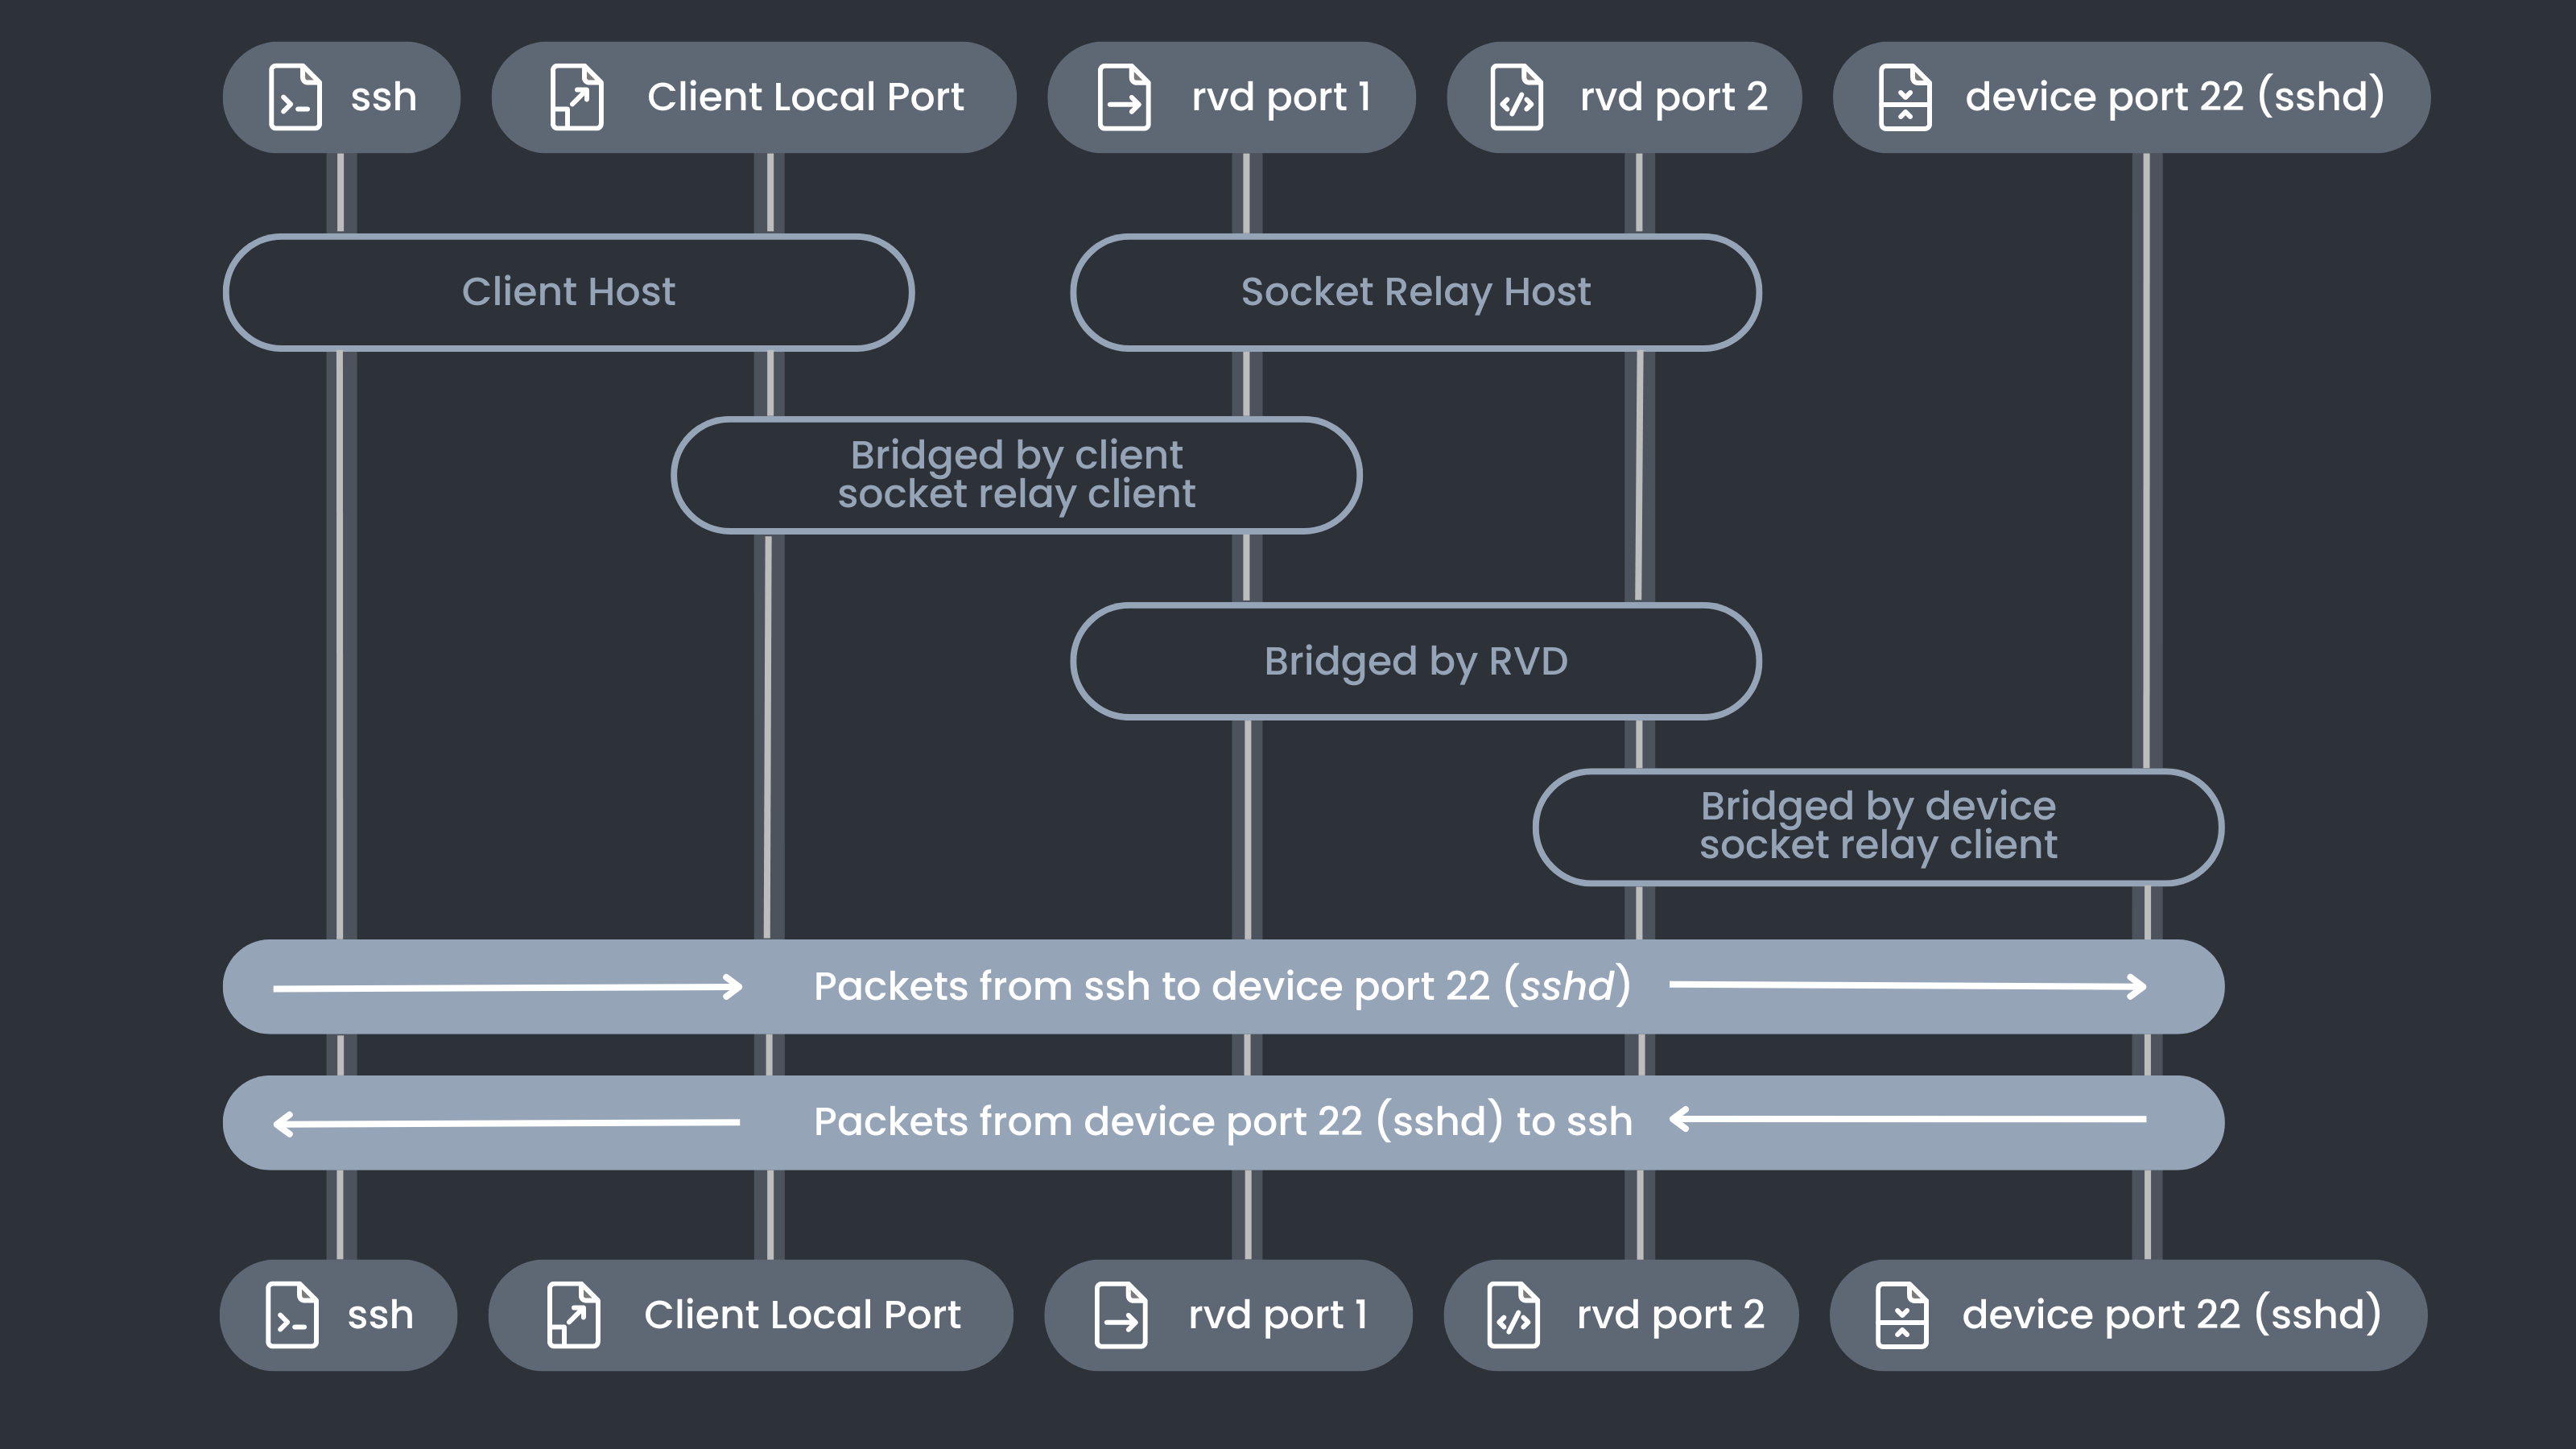 ssh
Client Local Port
rvd port 1
rvd port 2
device port 22 (sshd)
Client Host
Socket Relay Host
Bridged by client
socket relay client
Bridged by RVD
Bridged by device
socket relay client
Packets from ssh to device port 22 (sshd)
Packets from device port 22 (sshd) to ssh
ssh
Client Local Port
rvd port 1
rvd port 2
device port 22 (sshd)